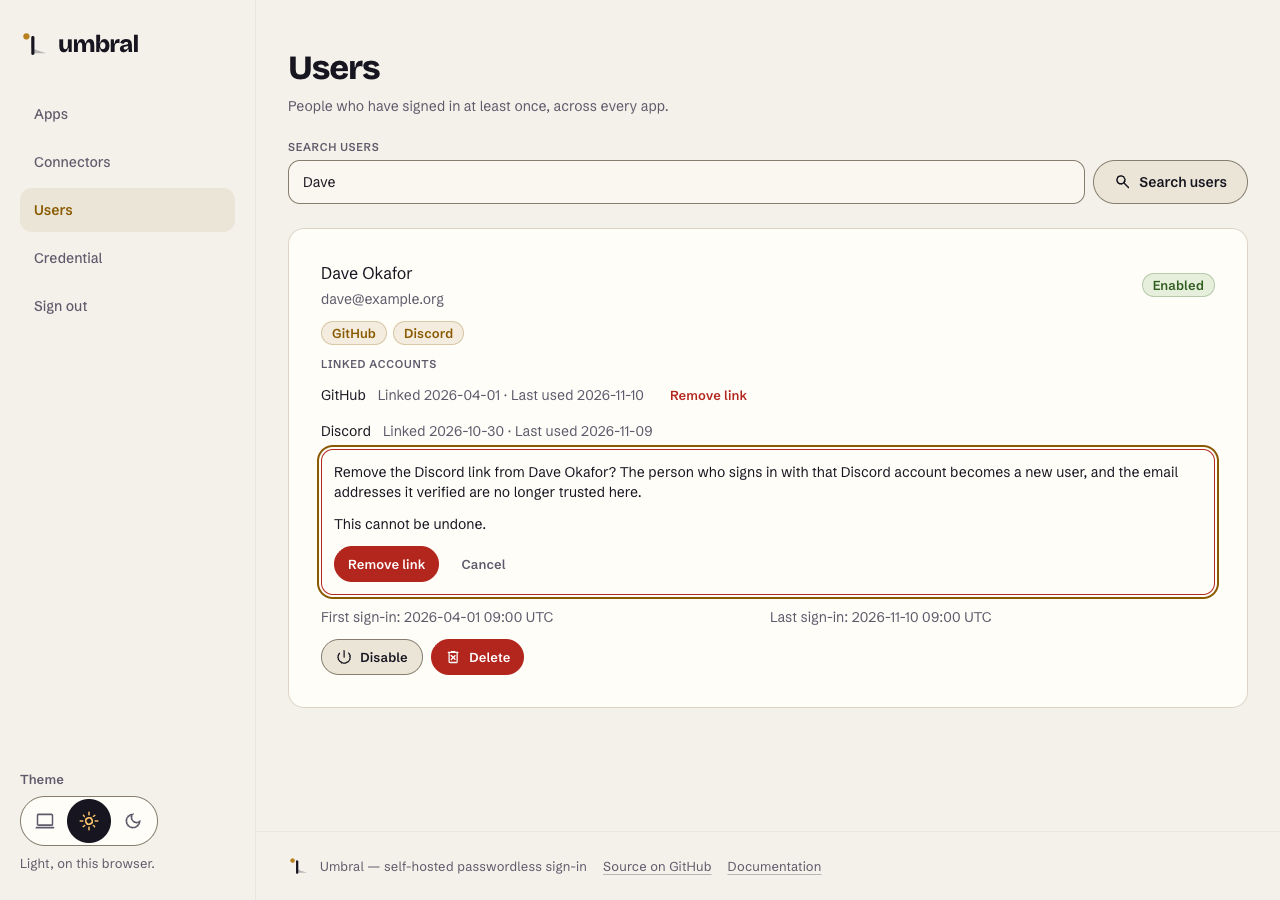 umbral
Apps
Connectors
Users
Credential
Sign out
Theme
Light, on this browser.
Users
People who have signed in at least once, across every app.
SEARCH USERS
Dave
Search users
Dave Okafor
dave@example.org
Enabled
GitHub Discord
LINKED ACCOUNTS
GitHub Linked 2026-04-01 · Last used 2026-11-10 Remove link
Discord Linked 2026-10-30 · Last used 2026-11-09
Remove the Discord link from Dave Okafor? The person who signs in with that Discord account becomes a new user, and the email
addresses it verified are no longer trusted here.
This cannot be undone.
Remove link Cancel
First sign-in: 2026-04-01 09:00 UTC Last sign-in: 2026-11-10 09:00 UTC
Disable Delete
Umbral — self-hosted passwordless sign-in Source on GitHub Documentation